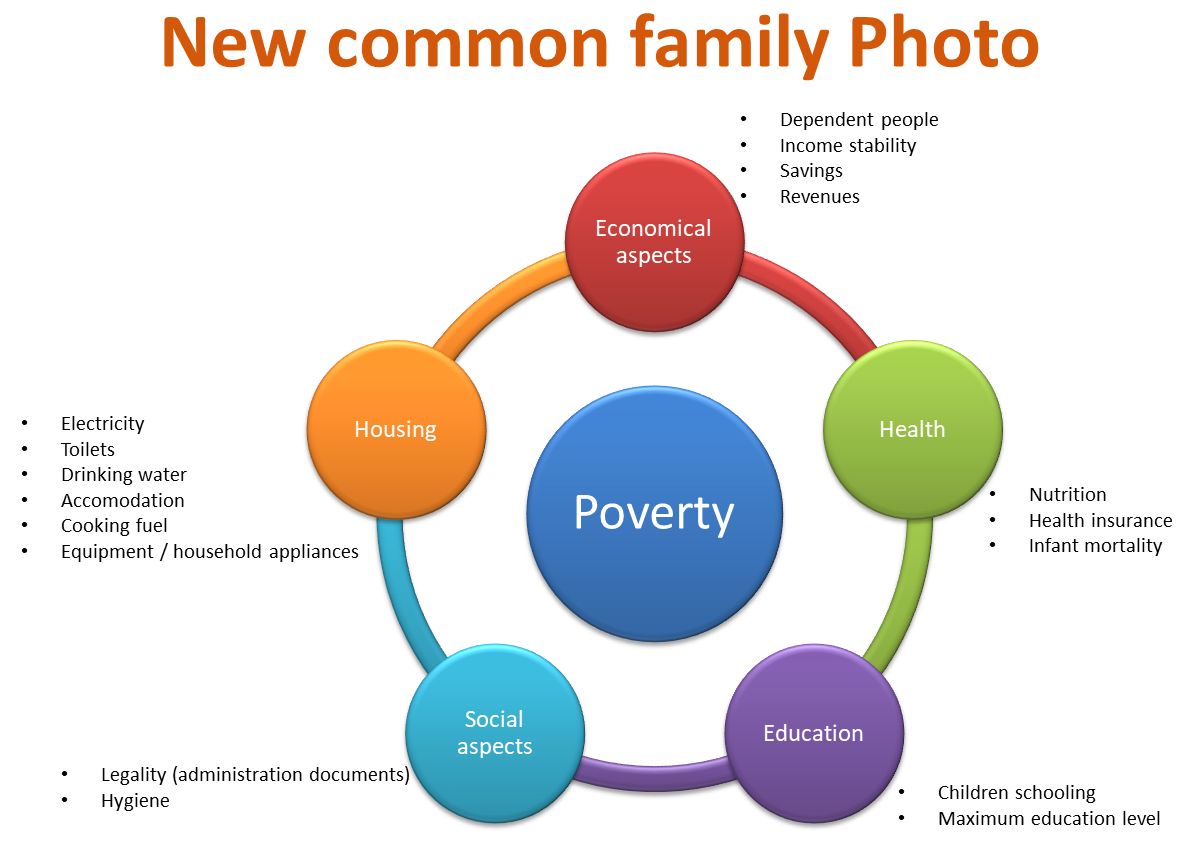 New common family Photo
• Dependent people
• Income stability
• Savings
• Revenues
Economical
aspects
Housing
Health
• Electricity
• Toilets
• Drinking water
• Accomodation
• Cooking fuel
• Equipment / household appliances
Poverty
• Nutrition
• Health insurance
• Infant mortality
Social
aspects
Education
• Legality (administration documents)
• Hygiene
• Children schooling
• Maximum education level